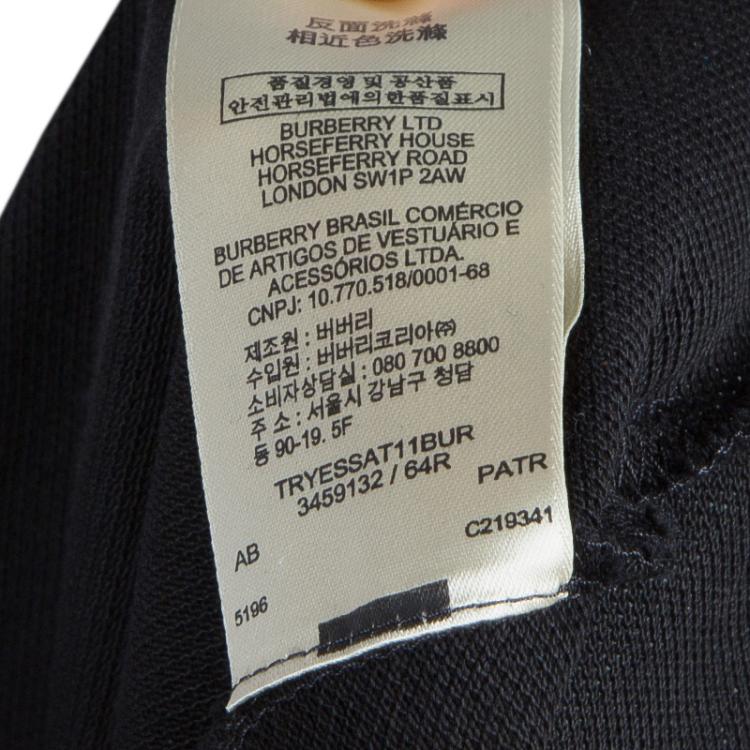 反面洗滌
相近色洗滌
품질경영 및 공산품
안전관리법에의한품질표시
BURBERRY LTD
HORSEFERRY HOUSE
HORSEFERRY ROAD
LONDON SW1P 2AW
BURBERRY BRASIL COMÉRCIO
DE ARTIGOS DE VESTUÁRIO E
ACESSÓRIOS LTDA.
CNPJ: 10.770.518/0001-68
제조원 : 버버리
수입원 : 버버리코리아㈜
소비자상담실 : 080 700 8800
주 소 : 서울시 강남구 청담
동 90-19. 5F
TRYESSAT11BUR
3459132 / 64R PATR
C219341
AB
5196